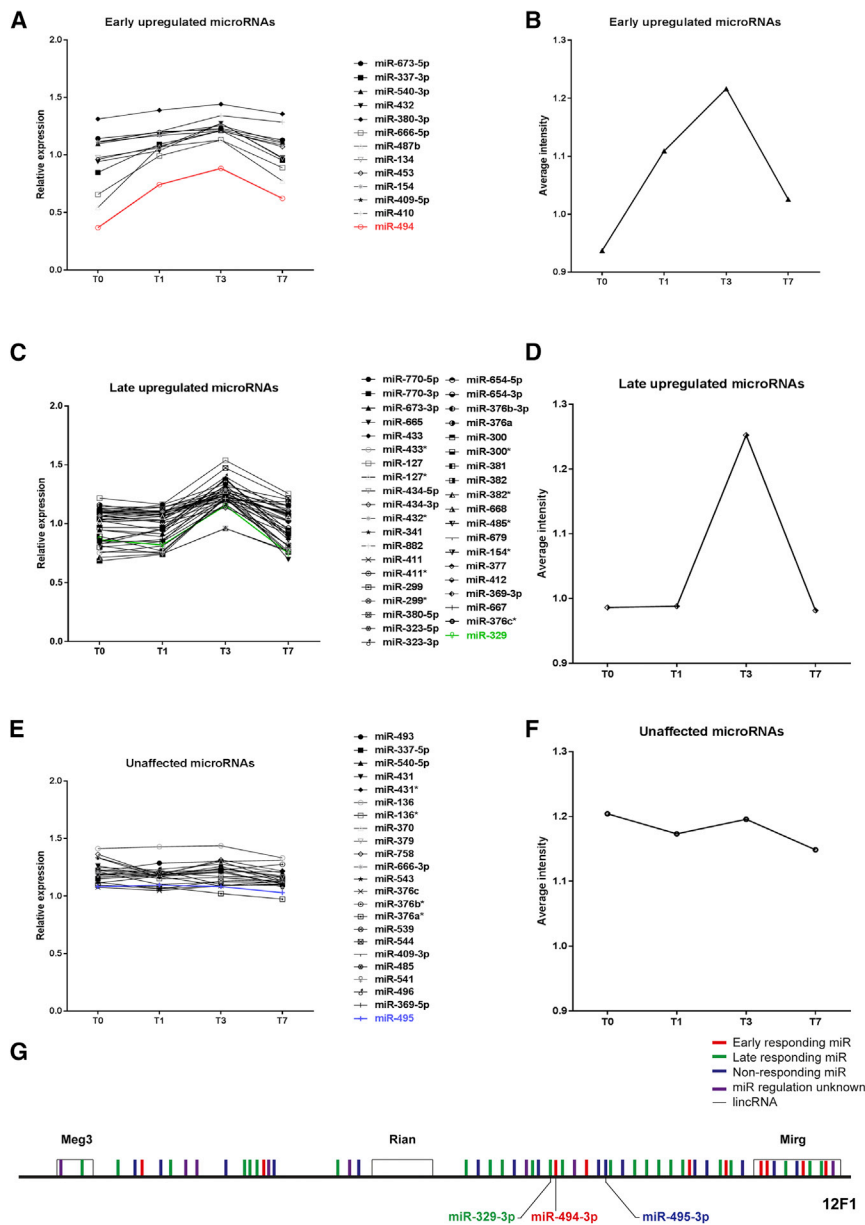 A
Early upregulated microRNAs
Relative expression
2.0
1.5
1.0
0.5
0.0
T0 T1 T3 T7
miR-673-5p
miR-337-3p
miR-540-3p
miR-432
miR-380-3p
miR-666-5p
miR-487b
miR-134
miR-453
miR-154
miR-409-5p
miR-410
miR-494
B
Early upregulated microRNAs
Average intensity
1.3
1.2
1.1
1.0
0.9
T0 T1 T3 T7
C
Late upregulated microRNAs
Relative expression
2.0
1.5
1.0
0.5
0.0
T0 T1 T3 T7
miR-770-5p
miR-770-3p
miR-673-3p
miR-665
miR-433
miR-433*
miR-127
miR-127*
miR-434-5p
miR-434-3p
miR-432*
miR-341
miR-882
miR-411
miR-411*
miR-299
miR-299*
miR-380-5p
miR-323-5p
miR-323-3p
miR-654-5p
miR-654-3p
miR-376b-3p
miR-376a
miR-300
miR-300*
miR-381
miR-382
miR-382*
miR-668
miR-485*
miR-679
miR-154*
miR-377
miR-412
miR-369-3p
miR-667
miR-376c*
miR-329
D
Late upregulated microRNAs
Average intensity
1.3
1.2
1.1
1.0
0.9
T0 T1 T3 T7
E
Unaffected microRNAs
Relative expression
2.0
1.5
1.0
0.5
0.0
T0 T1 T3 T7
miR-493
miR-337-5p
miR-540-5p
miR-431
miR-431*
miR-136
miR-136*
miR-370
miR-379
miR-758
miR-666-3p
miR-543
miR-376c
miR-376b*
miR-376a*
miR-539
miR-544
miR-409-3p
miR-485
miR-541
miR-496
miR-369-5p
miR-495
F
Unaffected microRNAs
Average intensity
1.3
1.2
1.1
1.0
0.9
T0 T1 T3 T7
G
Early responding miR
Late responding miR
Non-responding miR
miR regulation unknown
lincRNA
Meg3
Rian
Mirg
12F1
miR-329-3p miR-494-3p miR-495-3p